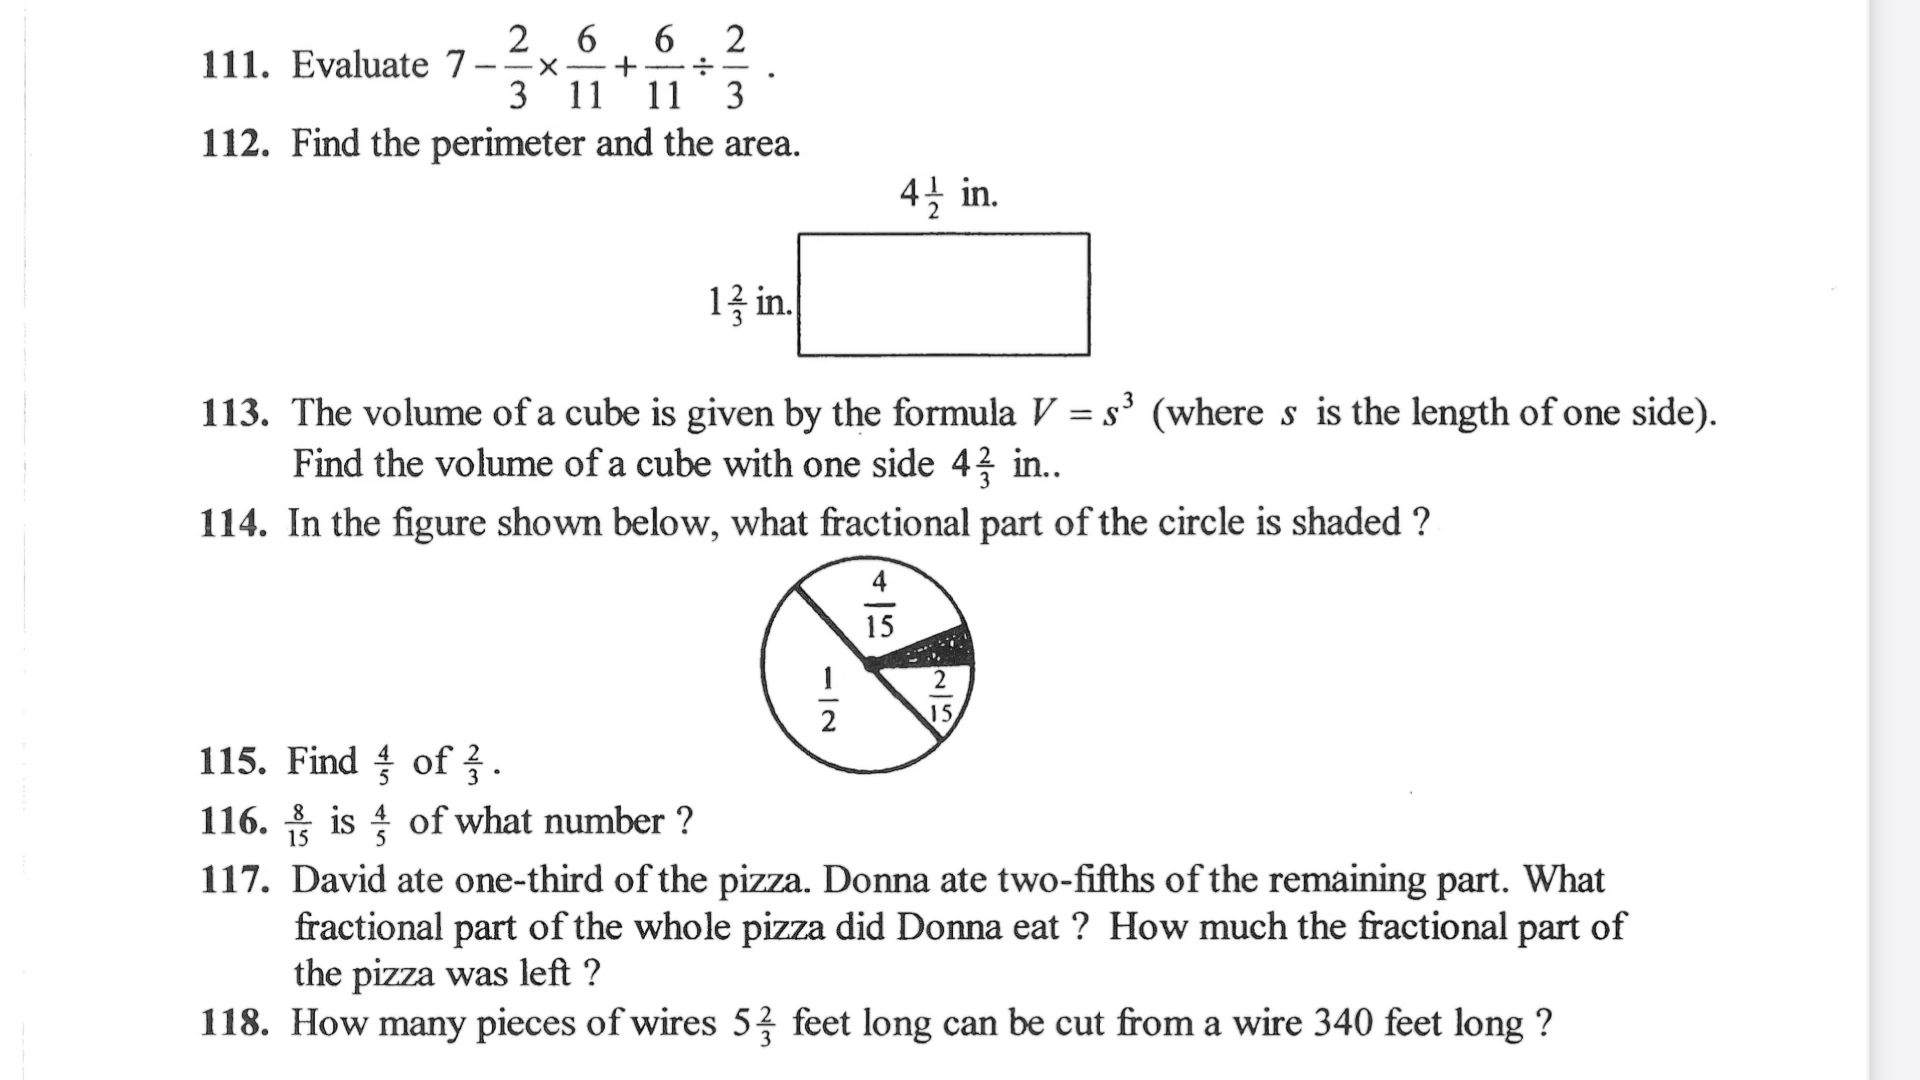 111. Evaluate 7 − 2/3 × 6/11 + 6/11 ÷ 2/3 .
112. Find the perimeter and the area.
4 1/2 in.
1 2/3 in.
113. The volume of a cube is given by the formula V = s³ (where s is the length of one side).
Find the volume of a cube with one side 4 2/3 in..
114. In the figure shown below, what fractional part of the circle is shaded ?
4/15
1/2
2/15
115. Find 4/5 of 2/3 .
116. 8/15 is 4/5 of what number ?
117. David ate one-third of the pizza. Donna ate two-fifths of the remaining part. What
fractional part of the whole pizza did Donna eat ? How much the fractional part of
the pizza was left ?
118. How many pieces of wires 5 2/3 feet long can be cut from a wire 340 feet long ?